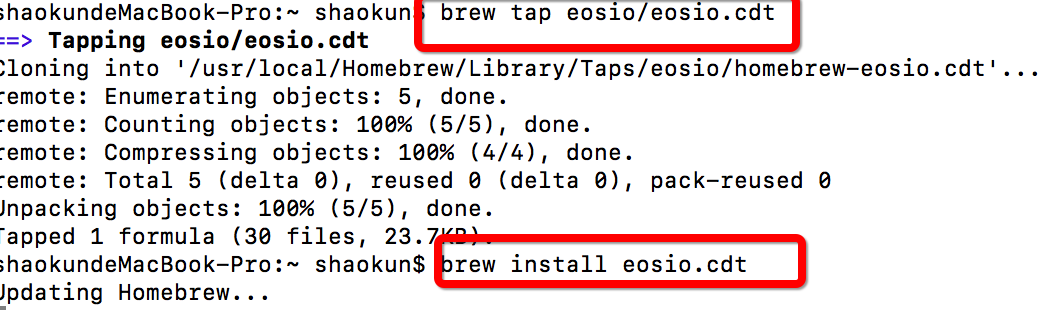 shaokundeMacBook-Pro:~ shaokun$ brew tap eosio/eosio.cdt
==> Tapping eosio/eosio.cdt
Cloning into '/usr/local/Homebrew/Library/Taps/eosio/homebrew-eosio.cdt'...
remote: Enumerating objects: 5, done.
remote: Counting objects: 100% (5/5), done.
remote: Compressing objects: 100% (4/4), done.
remote: Total 5 (delta 0), reused 0 (delta 0), pack-reused 0
Unpacking objects: 100% (5/5), done.
Tapped 1 formula (30 files, 23.7KB).
shaokundeMacBook-Pro:~ shaokun$ brew install eosio.cdt
Updating Homebrew...